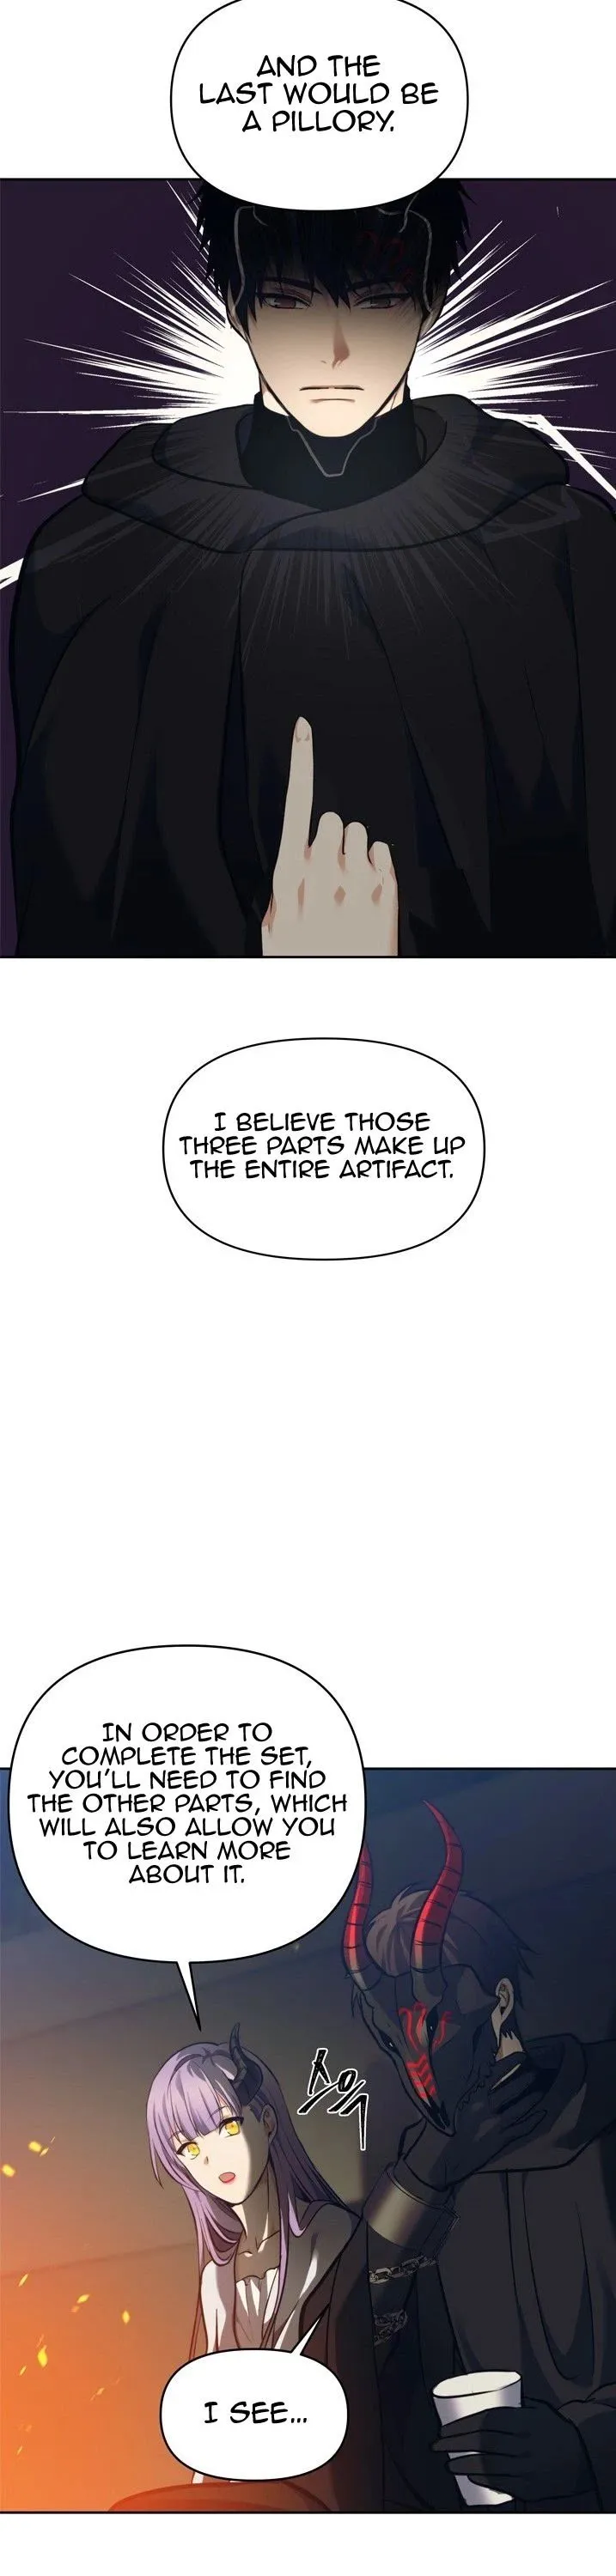 AND THE
LAST WOULD BE
A PILLORY.
I BELIEVE THOSE
THREE PARTS MAKE UP
THE ENTIRE ARTIFACT.
IN ORDER TO
COMPLETE THE SET,
YOU'LL NEED TO FIND
THE OTHER PARTS, WHICH
WILL ALSO ALLOW YOU
TO LEARN MORE
ABOUT IT.
스윽
I SEE...